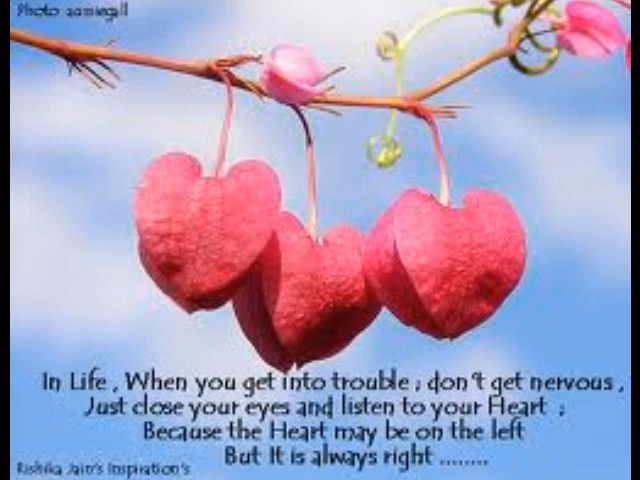 Photo aamiegill
In Life , When you get into trouble ; don't get nervous ,
Just close your eyes and listen to your Heart ;
Because the Heart may be on the left
But It is always right ........
Rishika Jain's Inspiration's